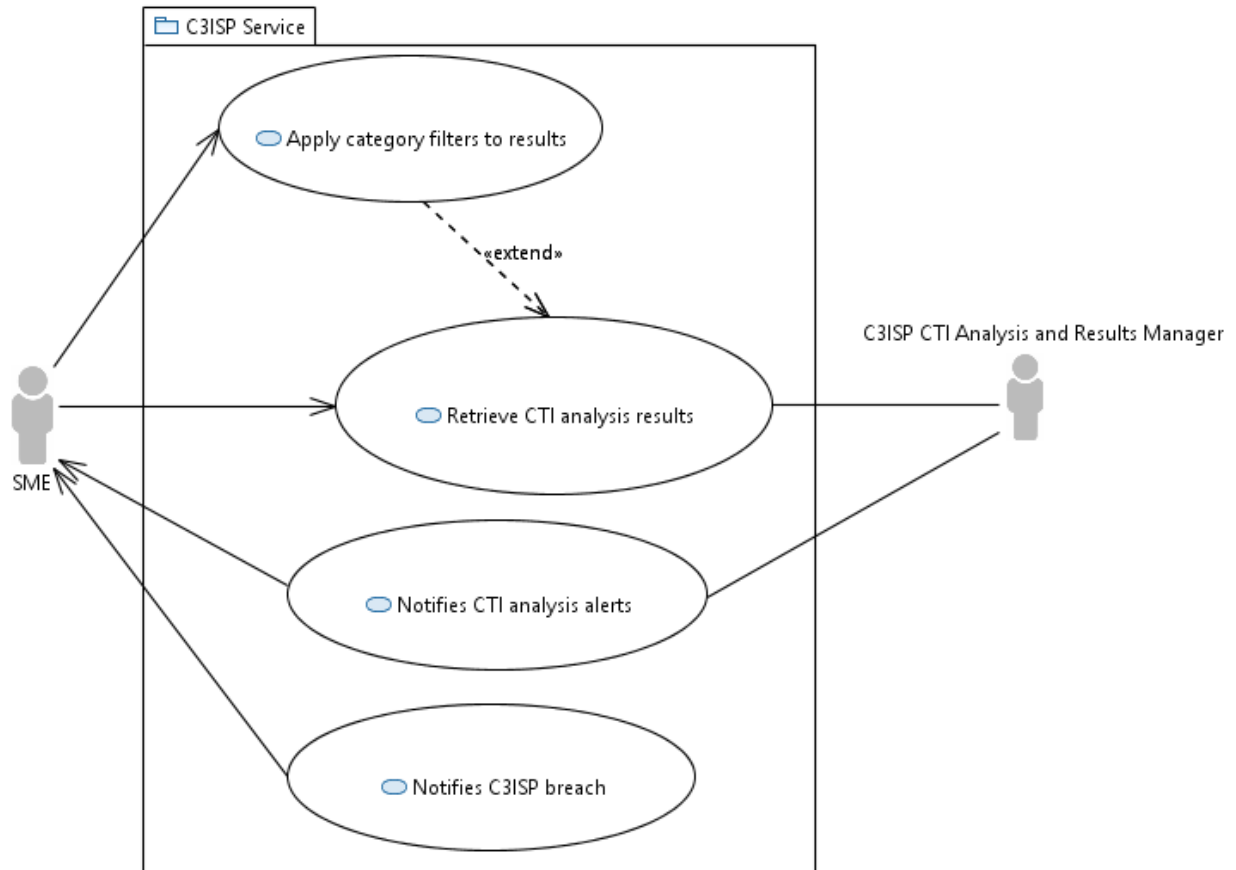 C3ISP Service
Apply category filters to results
«extend»
C3ISP CTI Analysis and Results Manager
Retrieve CTI analysis results
SME
Notifies CTI analysis alerts
Notifies C3ISP breach